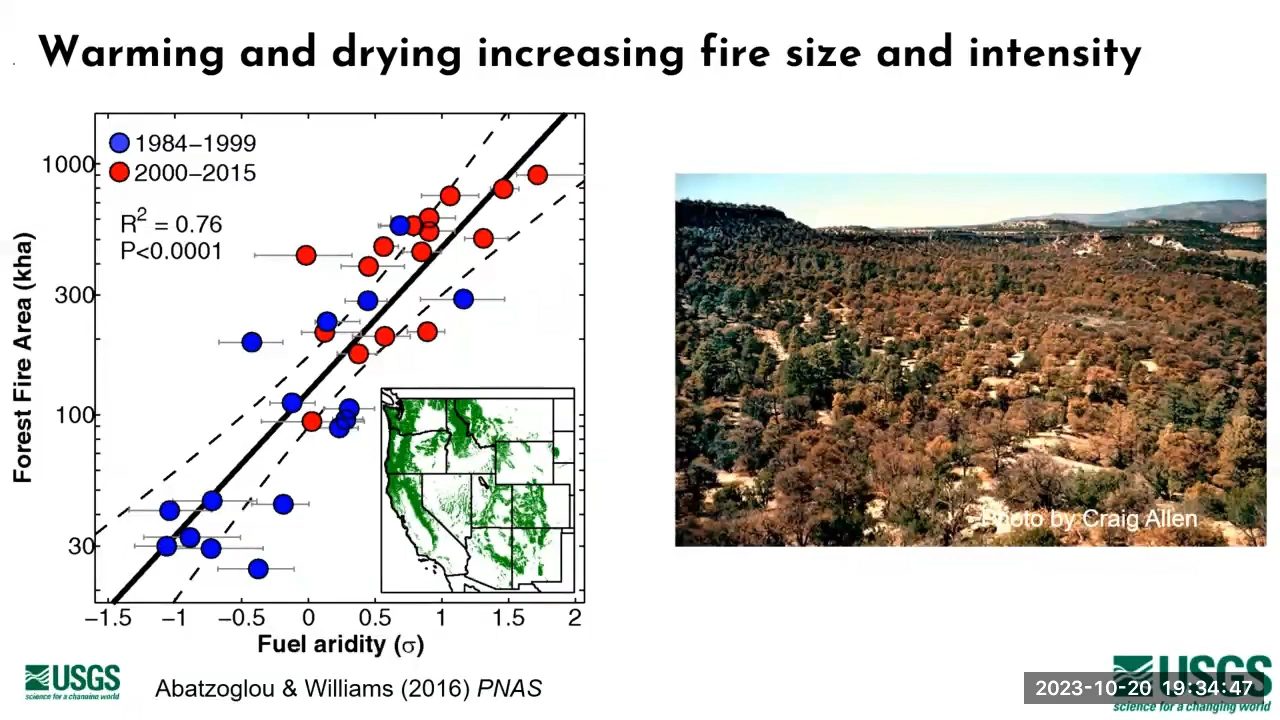 Warming and drying increasing fire size and intensity
1984–1999
2000–2015
R2 = 0.76
P<0.0001
1000
300
100
30
Forest Fire Area (kha)
−1.5 −1 −0.5 0 0.5 1 1.5 2
Fuel aridity (σ)
Photo by Craig Allen
USGS
science for a changing world
Abatzoglou & Williams (2016) PNAS
USGS
2023-10-20 19:34:47
science for a changing world